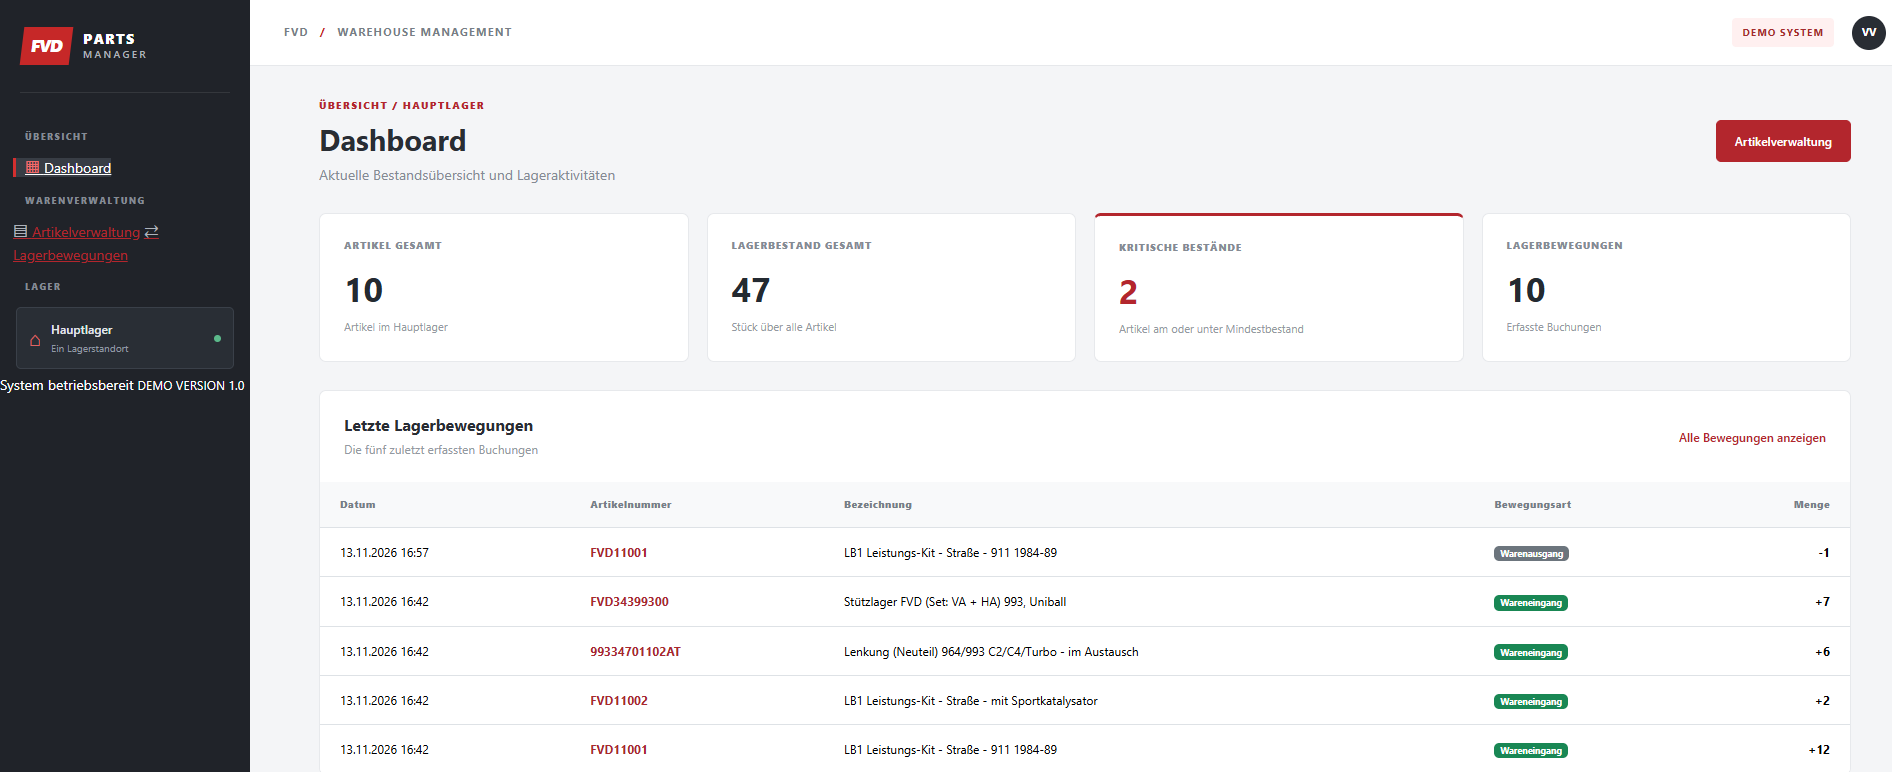 FVD PARTS
MANAGER
FVD / WAREHOUSE MANAGEMENT
DEMO SYSTEM
VV
ÜBERSICHT
Dashboard
WARENVERWALTUNG
Artikelverwaltung
Lagerbewegungen
LAGER
Hauptlager
Ein Lagerstandort
System betriebsbereit DEMO VERSION 1.0
ÜBERSICHT / HAUPTLAGER
Dashboard
Aktuelle Bestandsübersicht und Lageraktivitäten
Artikelverwaltung
ARTIKEL GESAMT
10
Artikel im Hauptlager
LAGERBESTAND GESAMT
47
Stück über alle Artikel
KRITISCHE BESTÄNDE
2
Artikel am oder unter Mindestbestand
LAGERBEWEGUNGEN
10
Erfasste Buchungen
Letzte Lagerbewegungen
Die fünf zuletzt erfassten Buchungen
Alle Bewegungen anzeigen
Datum Artikelnummer Bezeichnung Bewegungsart Menge
13.11.2026 16:57 FVD11001 LB1 Leistungs-Kit - Straße - 911 1984-89 Warenausgang -1
13.11.2026 16:42 FVD34399300 Stützlager FVD (Set: VA + HA) 993, Uniball Wareneingang +7
13.11.2026 16:42 99334701102AT Lenkung (Neuteil) 964/993 C2/C4/Turbo - im Austausch Wareneingang +6
13.11.2026 16:42 FVD11002 LB1 Leistungs-Kit - Straße - mit Sportkatalysator Wareneingang +2
13.11.2026 16:42 FVD11001 LB1 Leistungs-Kit - Straße - 911 1984-89 Wareneingang +12